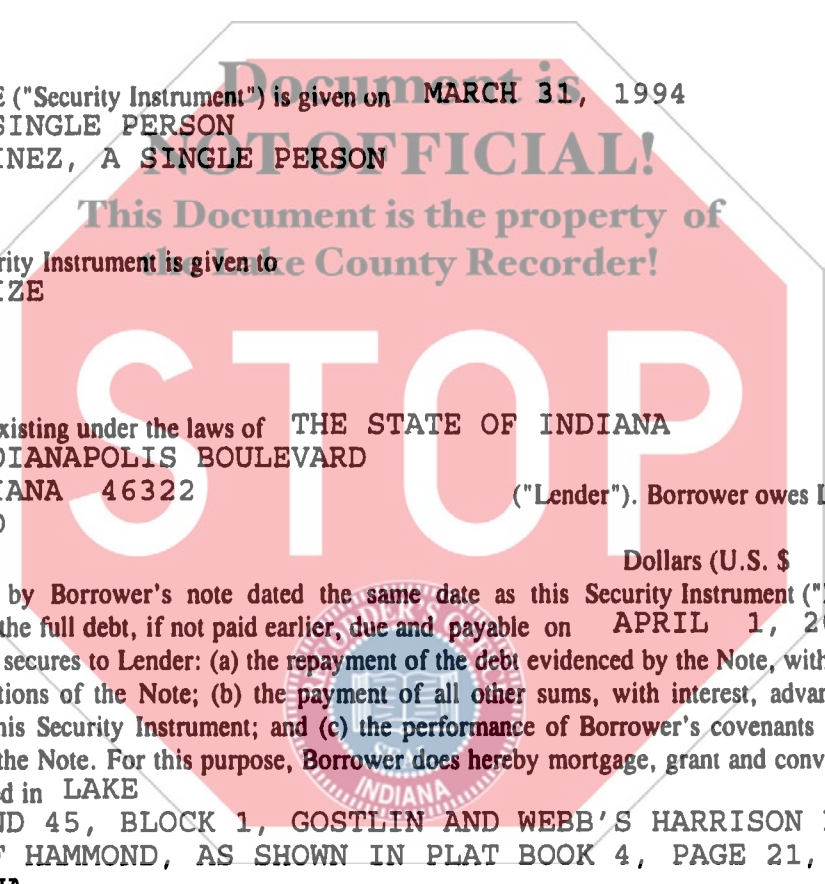 Document is
E ("Security Instrument") is given on MARCH 31, 1994
SINGLE PERSON
NOT OFFICIAL!
INEZ, A SINGLE PERSON
This Document is the property of
the Lake County Recorder!
rity Instrument is given to
IZE
STOP
xisting under the laws of THE STATE OF INDIANA
DIANAPOLIS BOULEVARD
IANA 46322 ("Lender"). Borrower owes L
D
Dollars (U.S. $
by Borrower's note dated the same date as this Security Instrument ("
the full debt, if not paid earlier, due and payable on APRIL 1, 20
secures to Lender: (a) the repayment of the debt evidenced by the Note, with
tions of the Note; (b) the payment of all other sums, with interest, advan
his Security Instrument; and (c) the performance of Borrower's covenants
the Note. For this purpose, Borrower does hereby mortgage, grant and conv
d in LAKE
ND 45, BLOCK 1, GOSTLIN AND WEBB'S HARRISON
F HAMMOND, AS SHOWN IN PLAT BOOK 4, PAGE 21,
SEAL
INDIANA